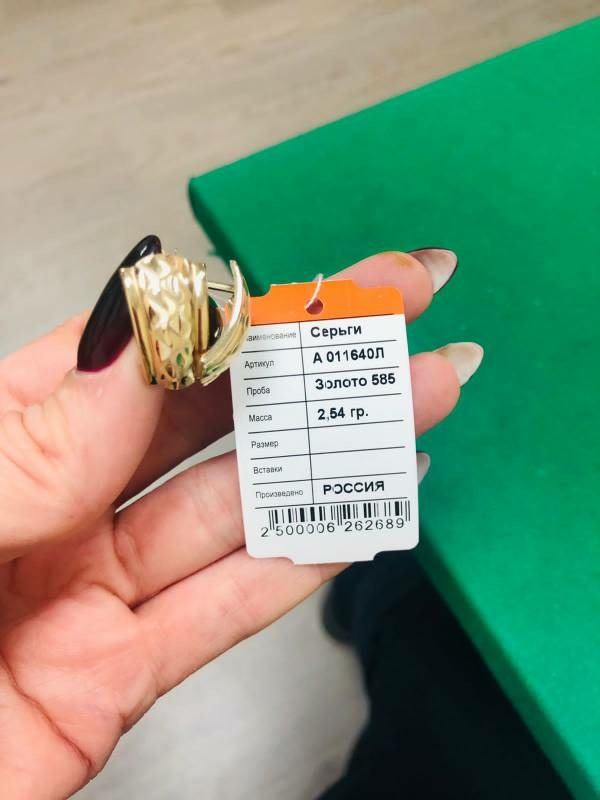 Наименование Серьги
Артикул А 011640Л
Проба Золото 585
Масса 2,54 гр.
Размер
Вставки
Произведено РОССИЯ
2 500006 262689